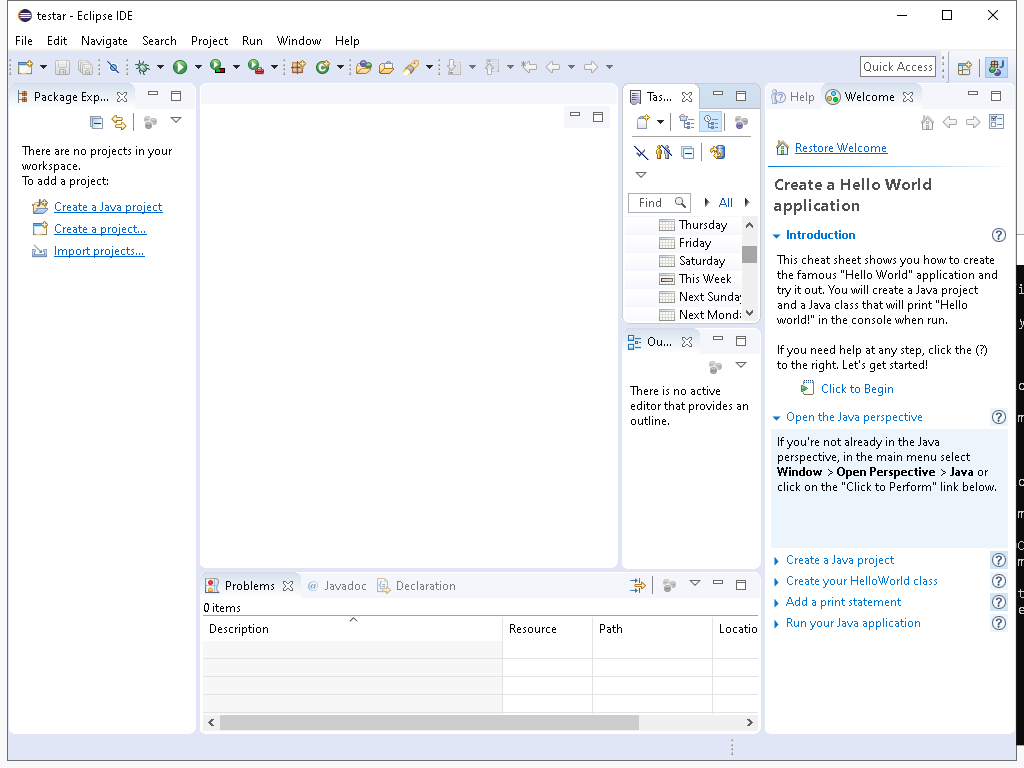 testar - Eclipse IDE
File Edit Navigate Search Project Run Window Help
Quick Access
Package Exp...
There are no projects in your
workspace.
To add a project:
Create a Java project
Create a project...
Import projects...
Tas...
Find
All
Thursday
Friday
Saturday
This Week
Next Sunday
Next Mond
Ou...
There is no active
editor that provides an
outline.
Help
Welcome
Restore Welcome
Create a Hello World
application
Introduction
This cheat sheet shows you how to create
the famous "Hello World" application and
try it out. You will create a Java project
and a Java class that will print "Hello
world!" in the console when run.
If you need help at any step, click the (?)
to the right. Let's get started!
Click to Begin
Open the Java perspective
If you're not already in the Java
perspective, in the main menu select
Window > Open Perspective > Java or
click on the "Click to Perform" link below.
Create a Java project
Create your HelloWorld class
Add a print statement
Run your Java application
Problems
@ Javadoc
Declaration
0 items
Description
Resource
Path
Locatio